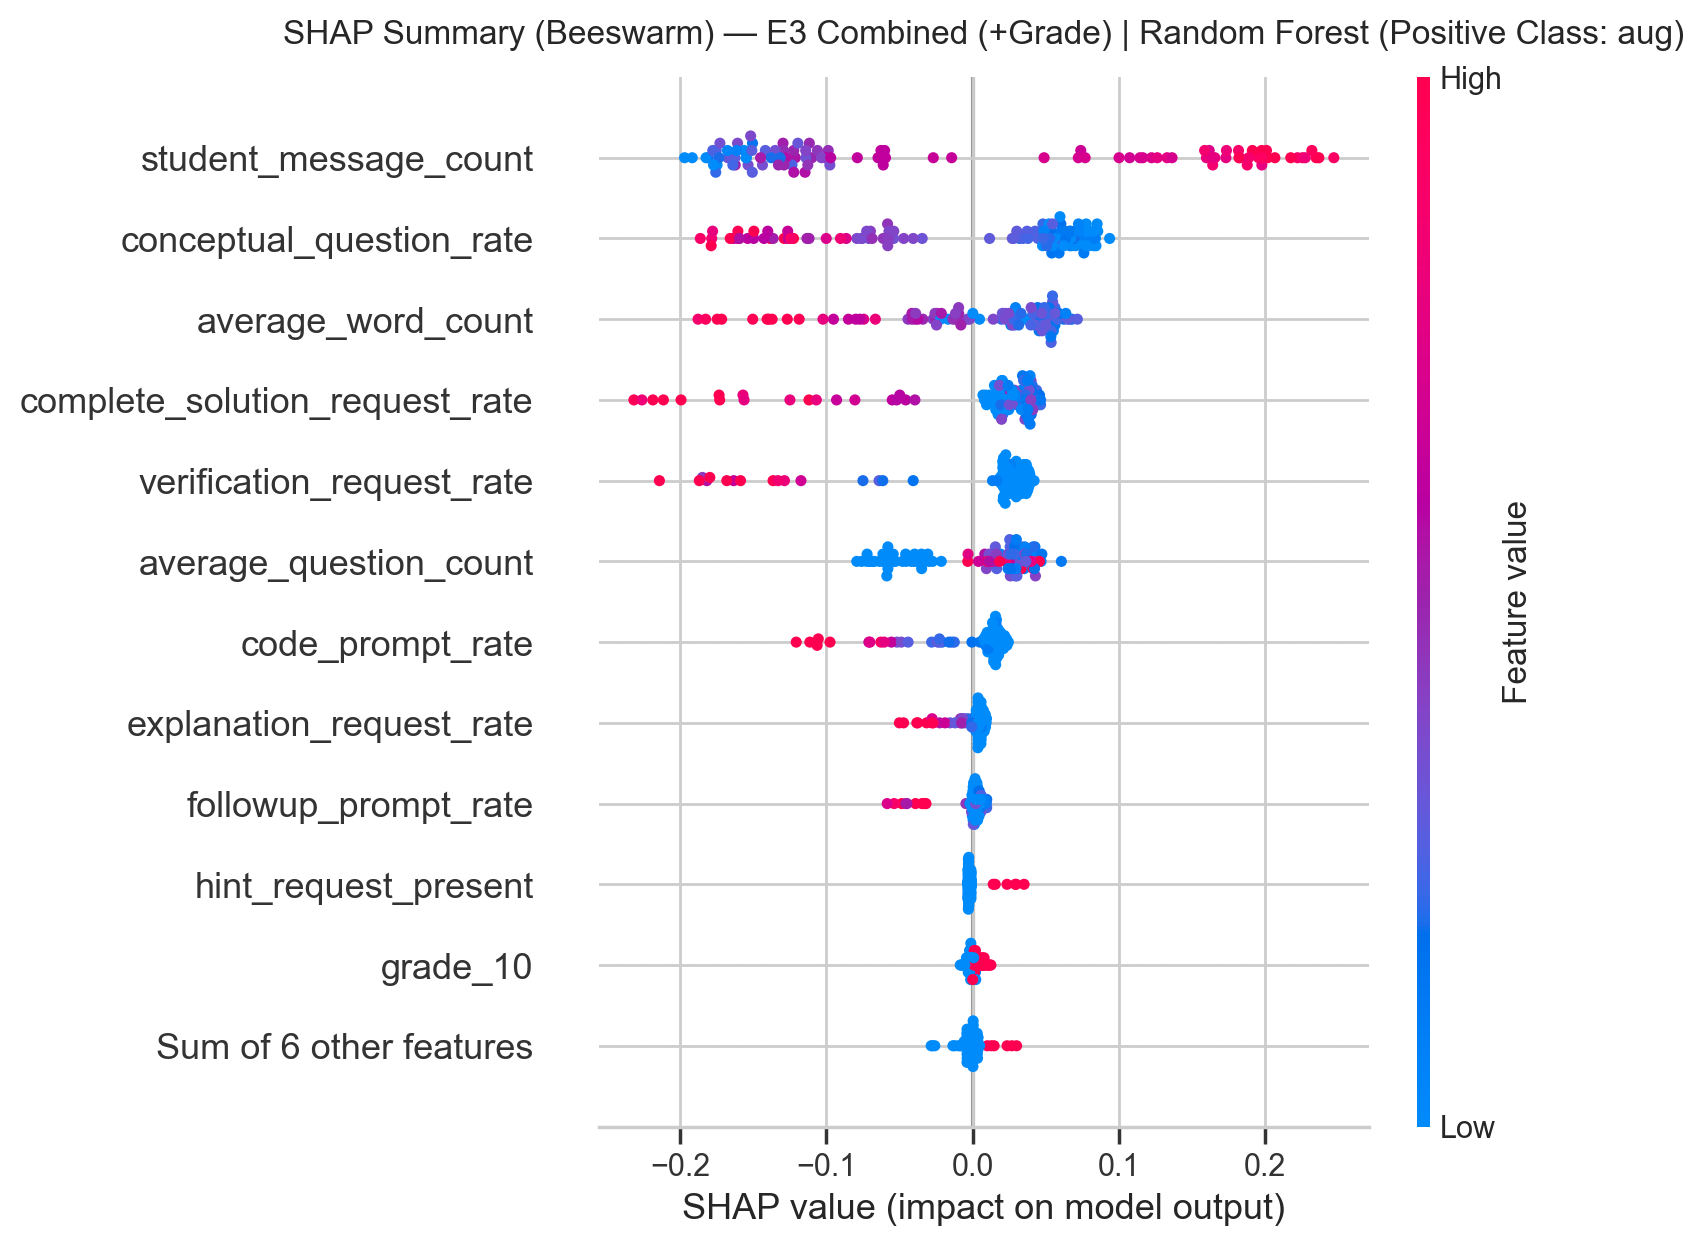 SHAP Summary (Beeswarm) — E3 Combined (+Grade) | Random Forest (Positive Class: aug)
High
student_message_count
conceptual_question_rate
average_word_count
complete_solution_request_rate
verification_request_rate
average_question_count
code_prompt_rate
explanation_request_rate
followup_prompt_rate
hint_request_present
grade_10
Sum of 6 other features
Feature value
Low
−0.2 −0.1 0.0 0.1 0.2
SHAP value (impact on model output)